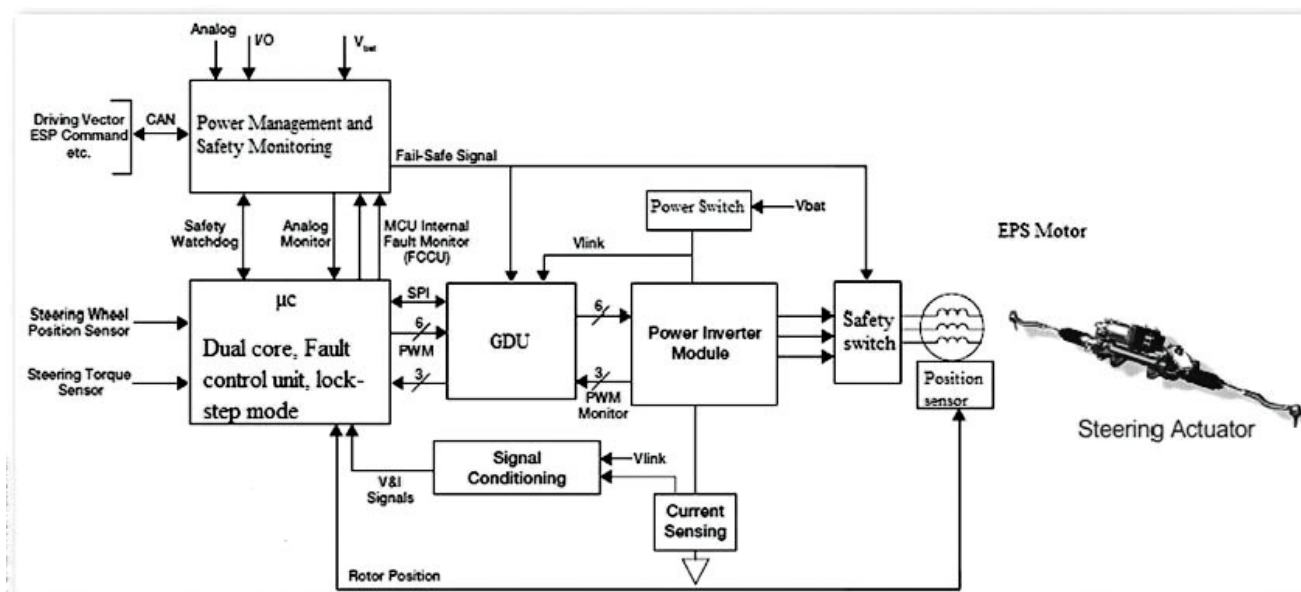 Analog
I/O
Vbat
Driving Vector
ESP Command
etc.
CAN
Power Management and
Safety Monitoring
Fail-Safe Signal
Power Switch
Vbat
EPS Motor
Safety
Watchdog
Analog
Monitor
MCU Internal
Fault Monitor
(FCCU)
Vlink
Steering Wheel
Position Sensor
Steering Torque
Sensor
μc
Dual core, Fault
control unit, lock-
step mode
SPI
6
PWM
3
GDU
6
3
PWM
Monitor
Power Inverter
Module
Safety
switch
Position
sensor
Steering Actuator
V&I
Signals
Signal
Conditioning
Vlink
Current
Sensing
Rotor Position